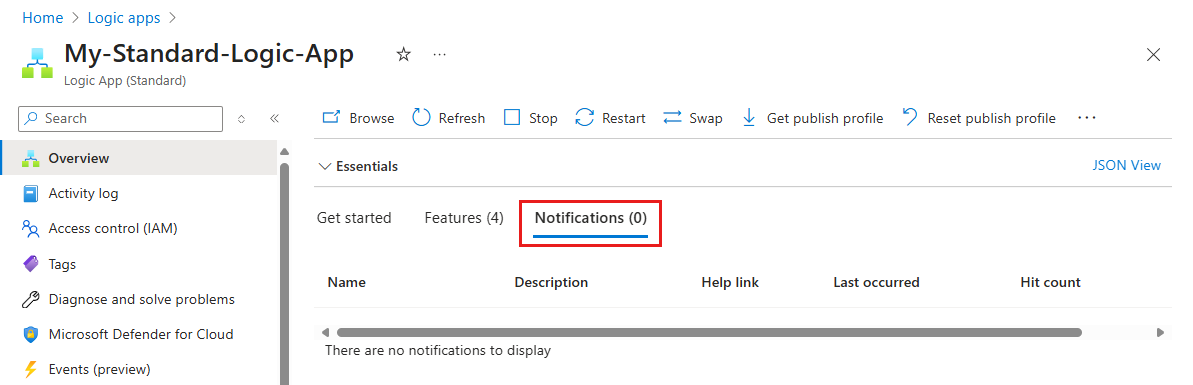 Home > Logic apps >
My-Standard-Logic-App
Logic App (Standard)
Search
Overview
Activity log
Access control (IAM)
Tags
Diagnose and solve problems
Microsoft Defender for Cloud
Events (preview)
Browse Refresh Stop Restart Swap Get publish profile Reset publish profile
Essentials JSON View
Get started Features (4) Notifications (0)
Name Description Help link Last occurred Hit count
There are no notifications to display